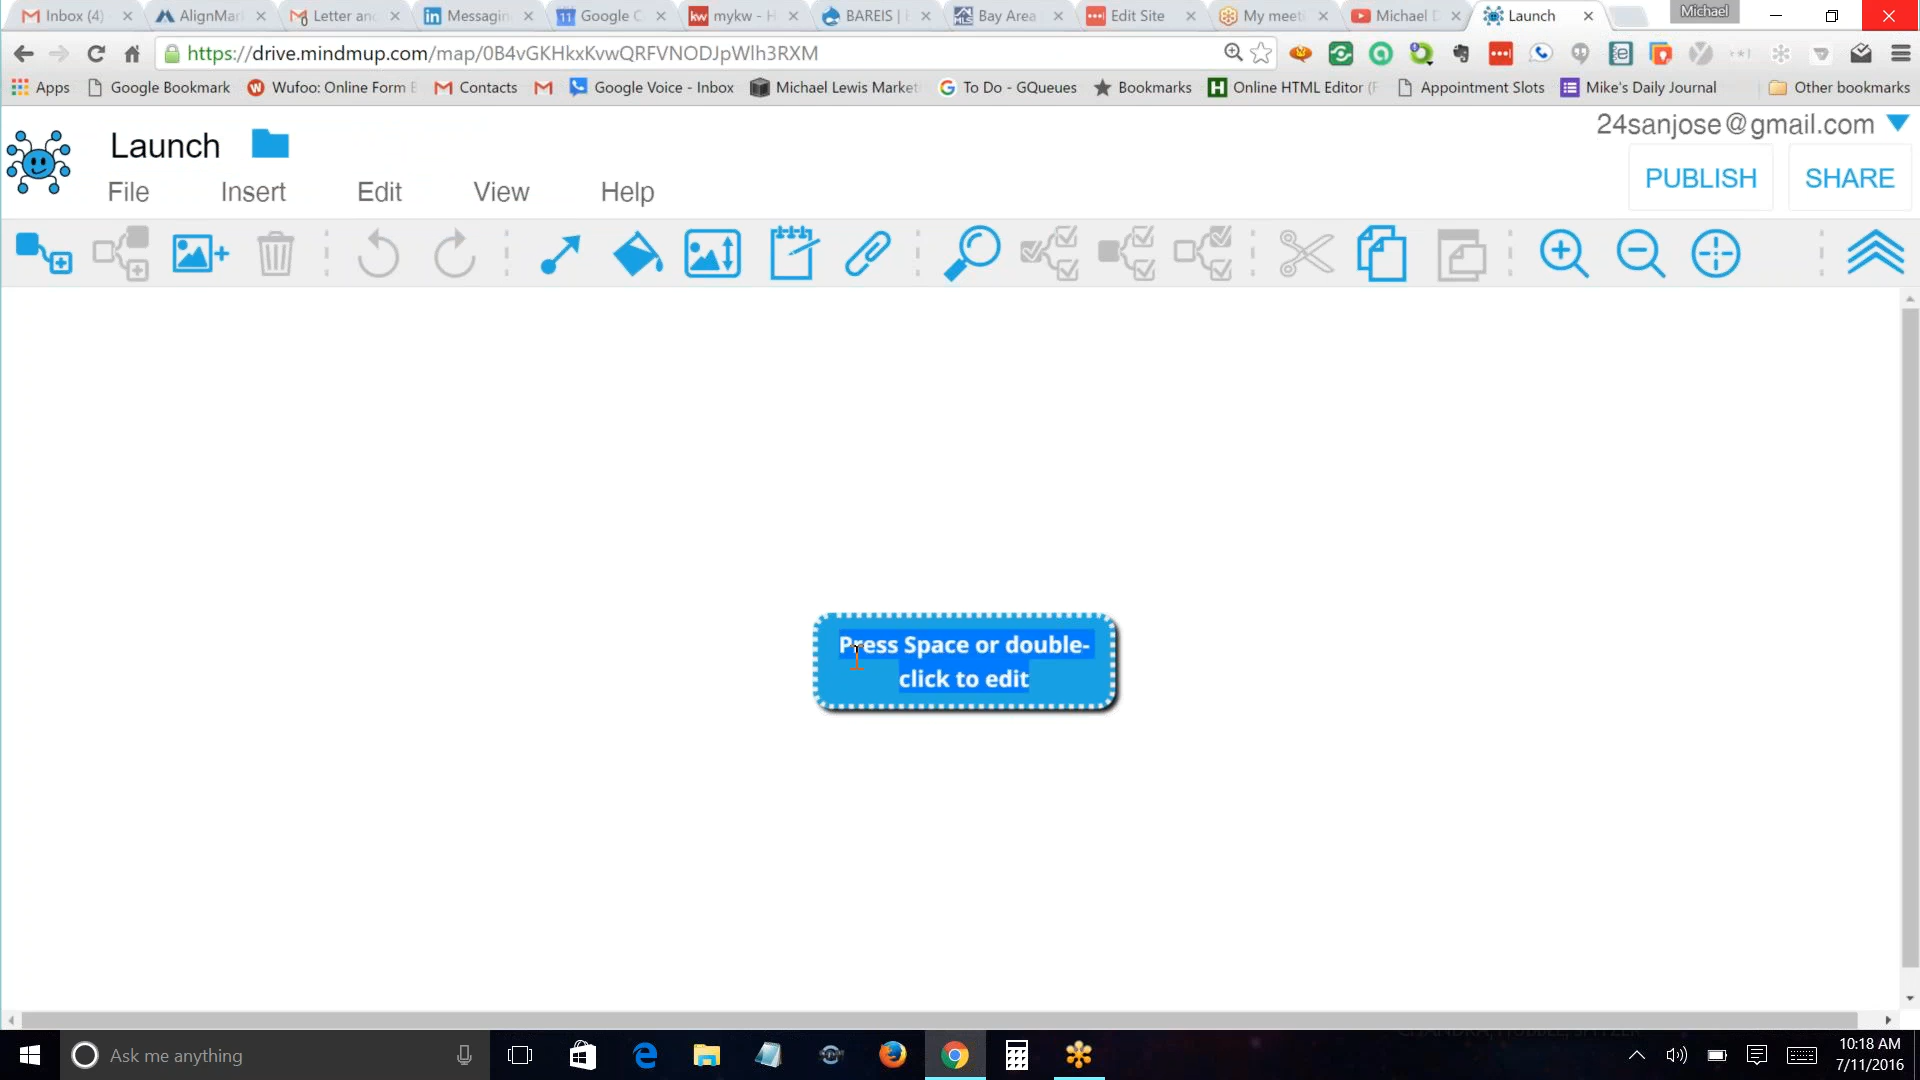 Inbox (4)
AlignMar
Letter and
Messagin
11
Google C
kw
mykw - H
BAREIS |
Bay Area
Edit Site
My meeti
Michael
Launch
Michael
https://drive.mindmup.com/map/0B4vGKHkxKvwQRFVNODJpWlh3RXM
Apps
Google Bookmark
Wufoo: Online Form
Contacts
Google Voice - Inbox
Michael Lewis Market
To Do - GQueues
Bookmarks
Online HTML Editor
Appointment Slots
Mike's Daily Journal
Other bookmarks
Launch
24sanjose@gmail.com
File
Insert
Edit
View
Help
PUBLISH
SHARE
Press Space or double-
click to edit
Ask me anything
10:18 AM
7/11/2016